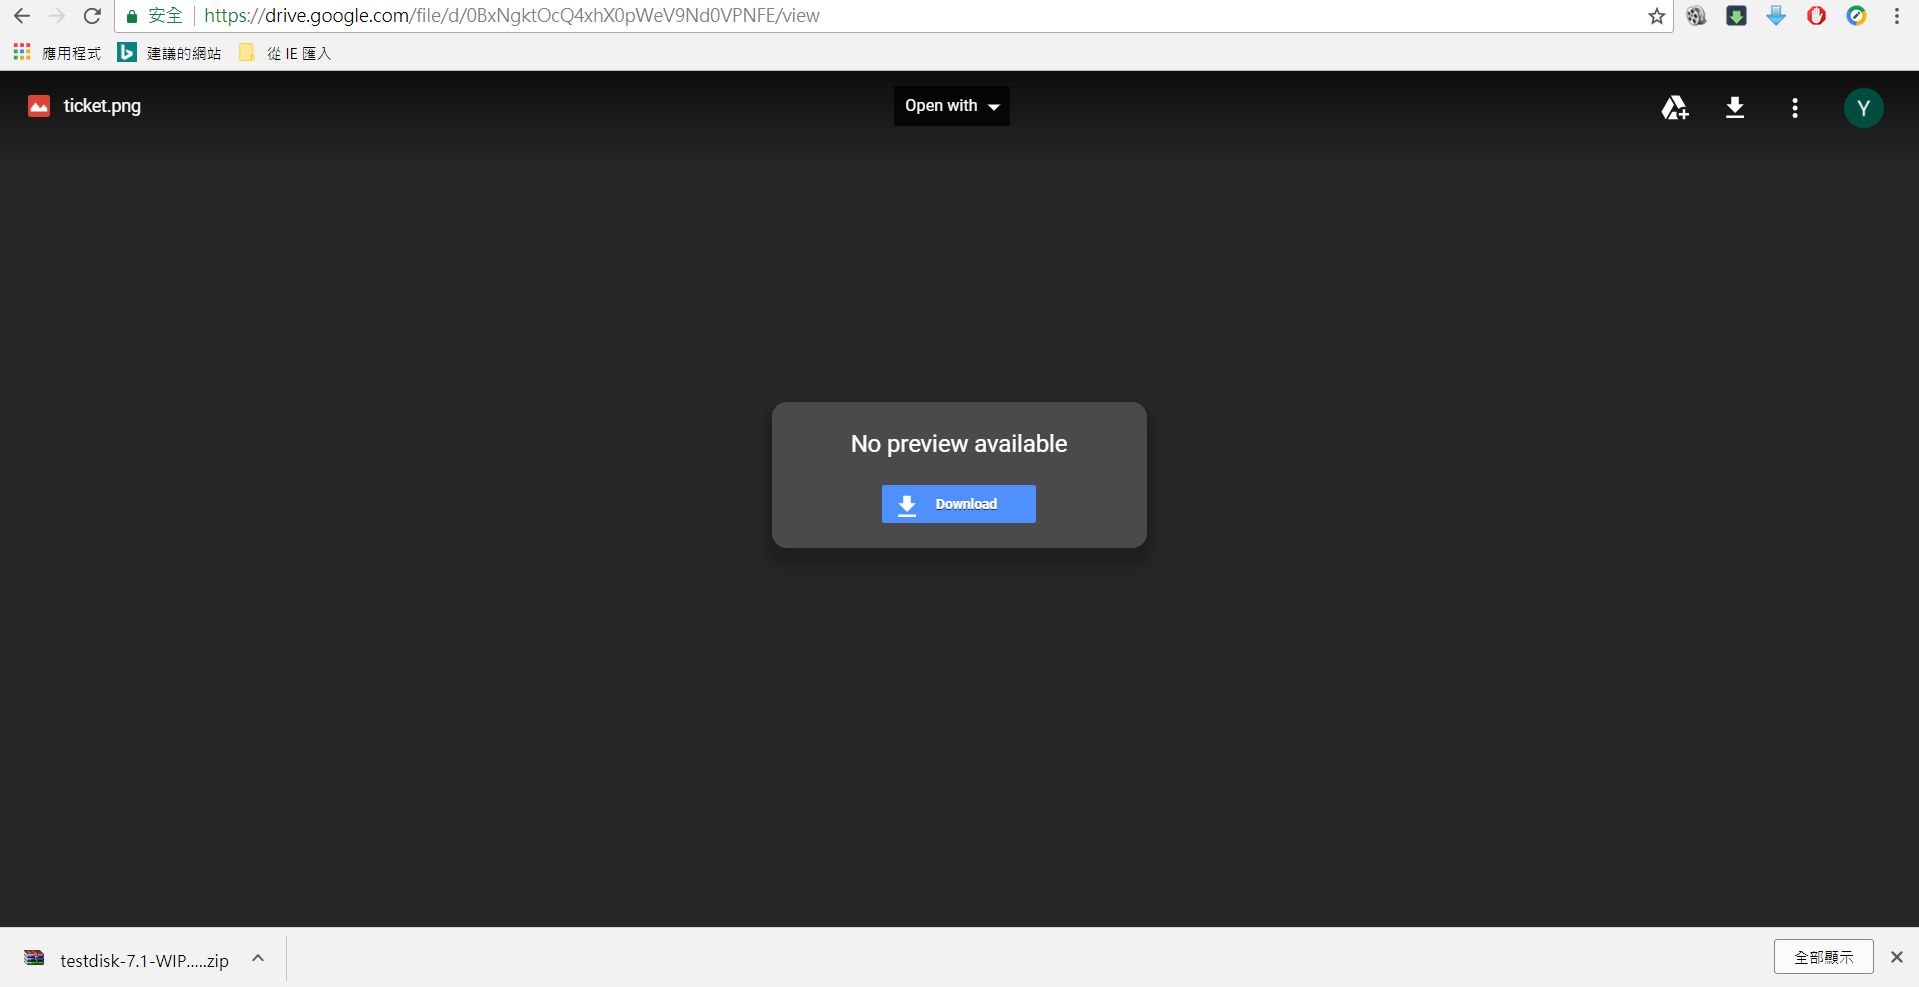 安全 https://drive.google.com/file/d/0BxNgktOcQ4xhX0pWeV9Nd0VPNFE/view
應用程式 建議的網站 從 IE 匯入
ticket.png Open with Y
No preview available
Download
testdisk-7.1-WIP.....zip 全部顯示